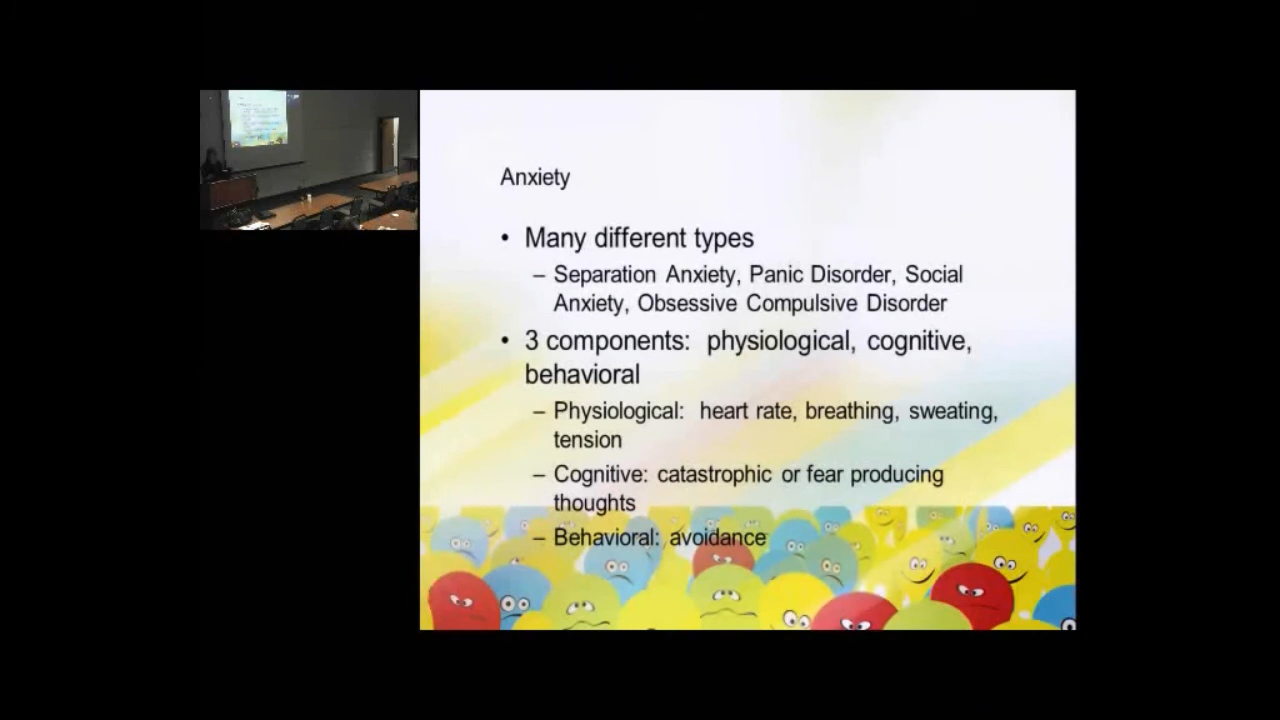 Anxiety
• Many different types
– Separation Anxiety, Panic Disorder, Social
Anxiety, Obsessive Compulsive Disorder
• 3 components: physiological, cognitive,
behavioral
– Physiological: heart rate, breathing, sweating,
tension
– Cognitive: catastrophic or fear producing
thoughts
– Behavioral: avoidance